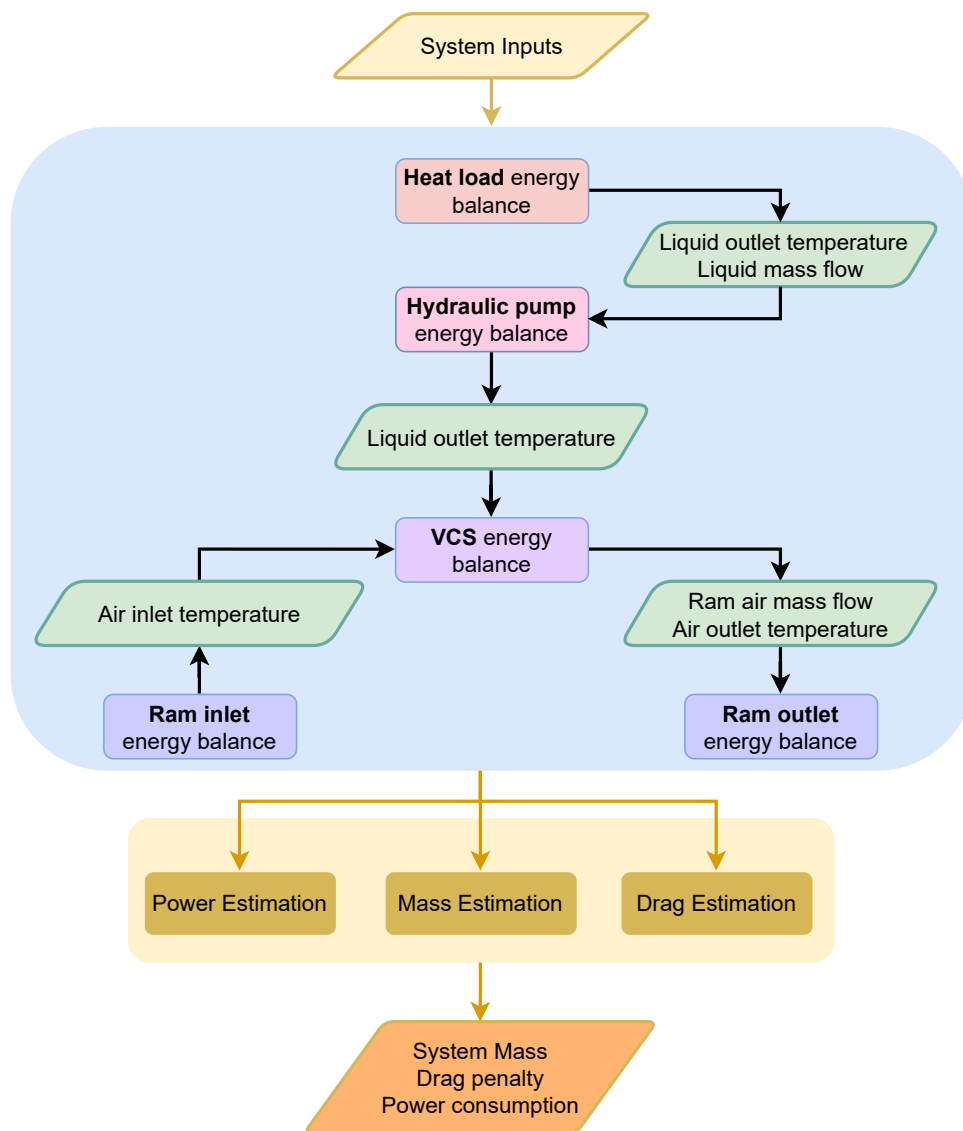 System Inputs
Heat load energy
balance
Liquid outlet temperature
Liquid mass flow
Hydraulic pump
energy balance
Liquid outlet temperature
VCS energy
balance
Air inlet temperature
Ram air mass flow
Air outlet temperature
Ram inlet
energy balance
Ram outlet
energy balance
Power Estimation
Mass Estimation
Drag Estimation
System Mass
Drag penalty
Power consumption